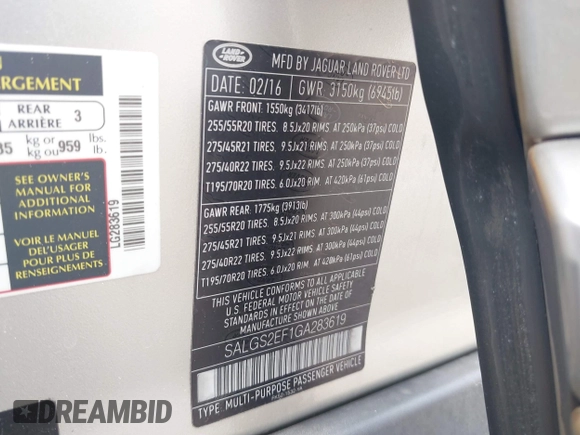 N
ARGEMENT
REAR
ARRIÈRE 3
kg or lbs.
kg ou 959 lb.
SEE OWNER'S
MANUAL FOR
ADDITIONAL
INFORMATION
VOIR LE MANUEL
DEL'USAGER
POUR PLUS DE
RENSEIGNEMENTS
LG283619
LAND ROVER
MFD BY JAGUAR LAND ROVER LTD
DATE: 02/16 GWR 3150kg (6945lb)
GAWR FRONT: 1550kg (3417lb)
255/55R20 TIRES. 8.5Jx20 RIMS AT 250kPa (37psi) COLD
275/45R21 TIRES. 9.5Jx21 RIMS AT 250kPa (37psi) COLD
275/40R22 TIRES. 9.5Jx22 RIMS AT 250kPa (37psi) COLD
T195/70R20 TIRES. 6.0Jx20 RIM. AT 420kPa (61psi) COLD
GAWR REAR: 1775kg (3913lb)
255/55R20 TIRES. 8.5Jx20 RIMS AT 300kPa (44psi) COLD
275/45R21 TIRES. 9.5Jx21 RIMS AT 300kPa (44psi) COLD
275/40R22 TIRES. 9.5Jx22 RIMS AT 300kPa (44psi) COLD
T195/70R20 TIRES. 6.0Jx20 RIM AT 420kPa (61psi) COLD
THIS VEHICLE CONFORMS TO ALL APPLICABLE
U.S. FEDERAL MOTOR VEHICLE SAFETY
AND THEFT PREVENTION STANDARDS IN EFFECT
ON THE DATE OF MANUFACTURE SHOWN ABOVE
SALGS2EF1GA283619
TYPE: MULTI-PURPOSE PASSENGER VEHICLE
DREAMBID